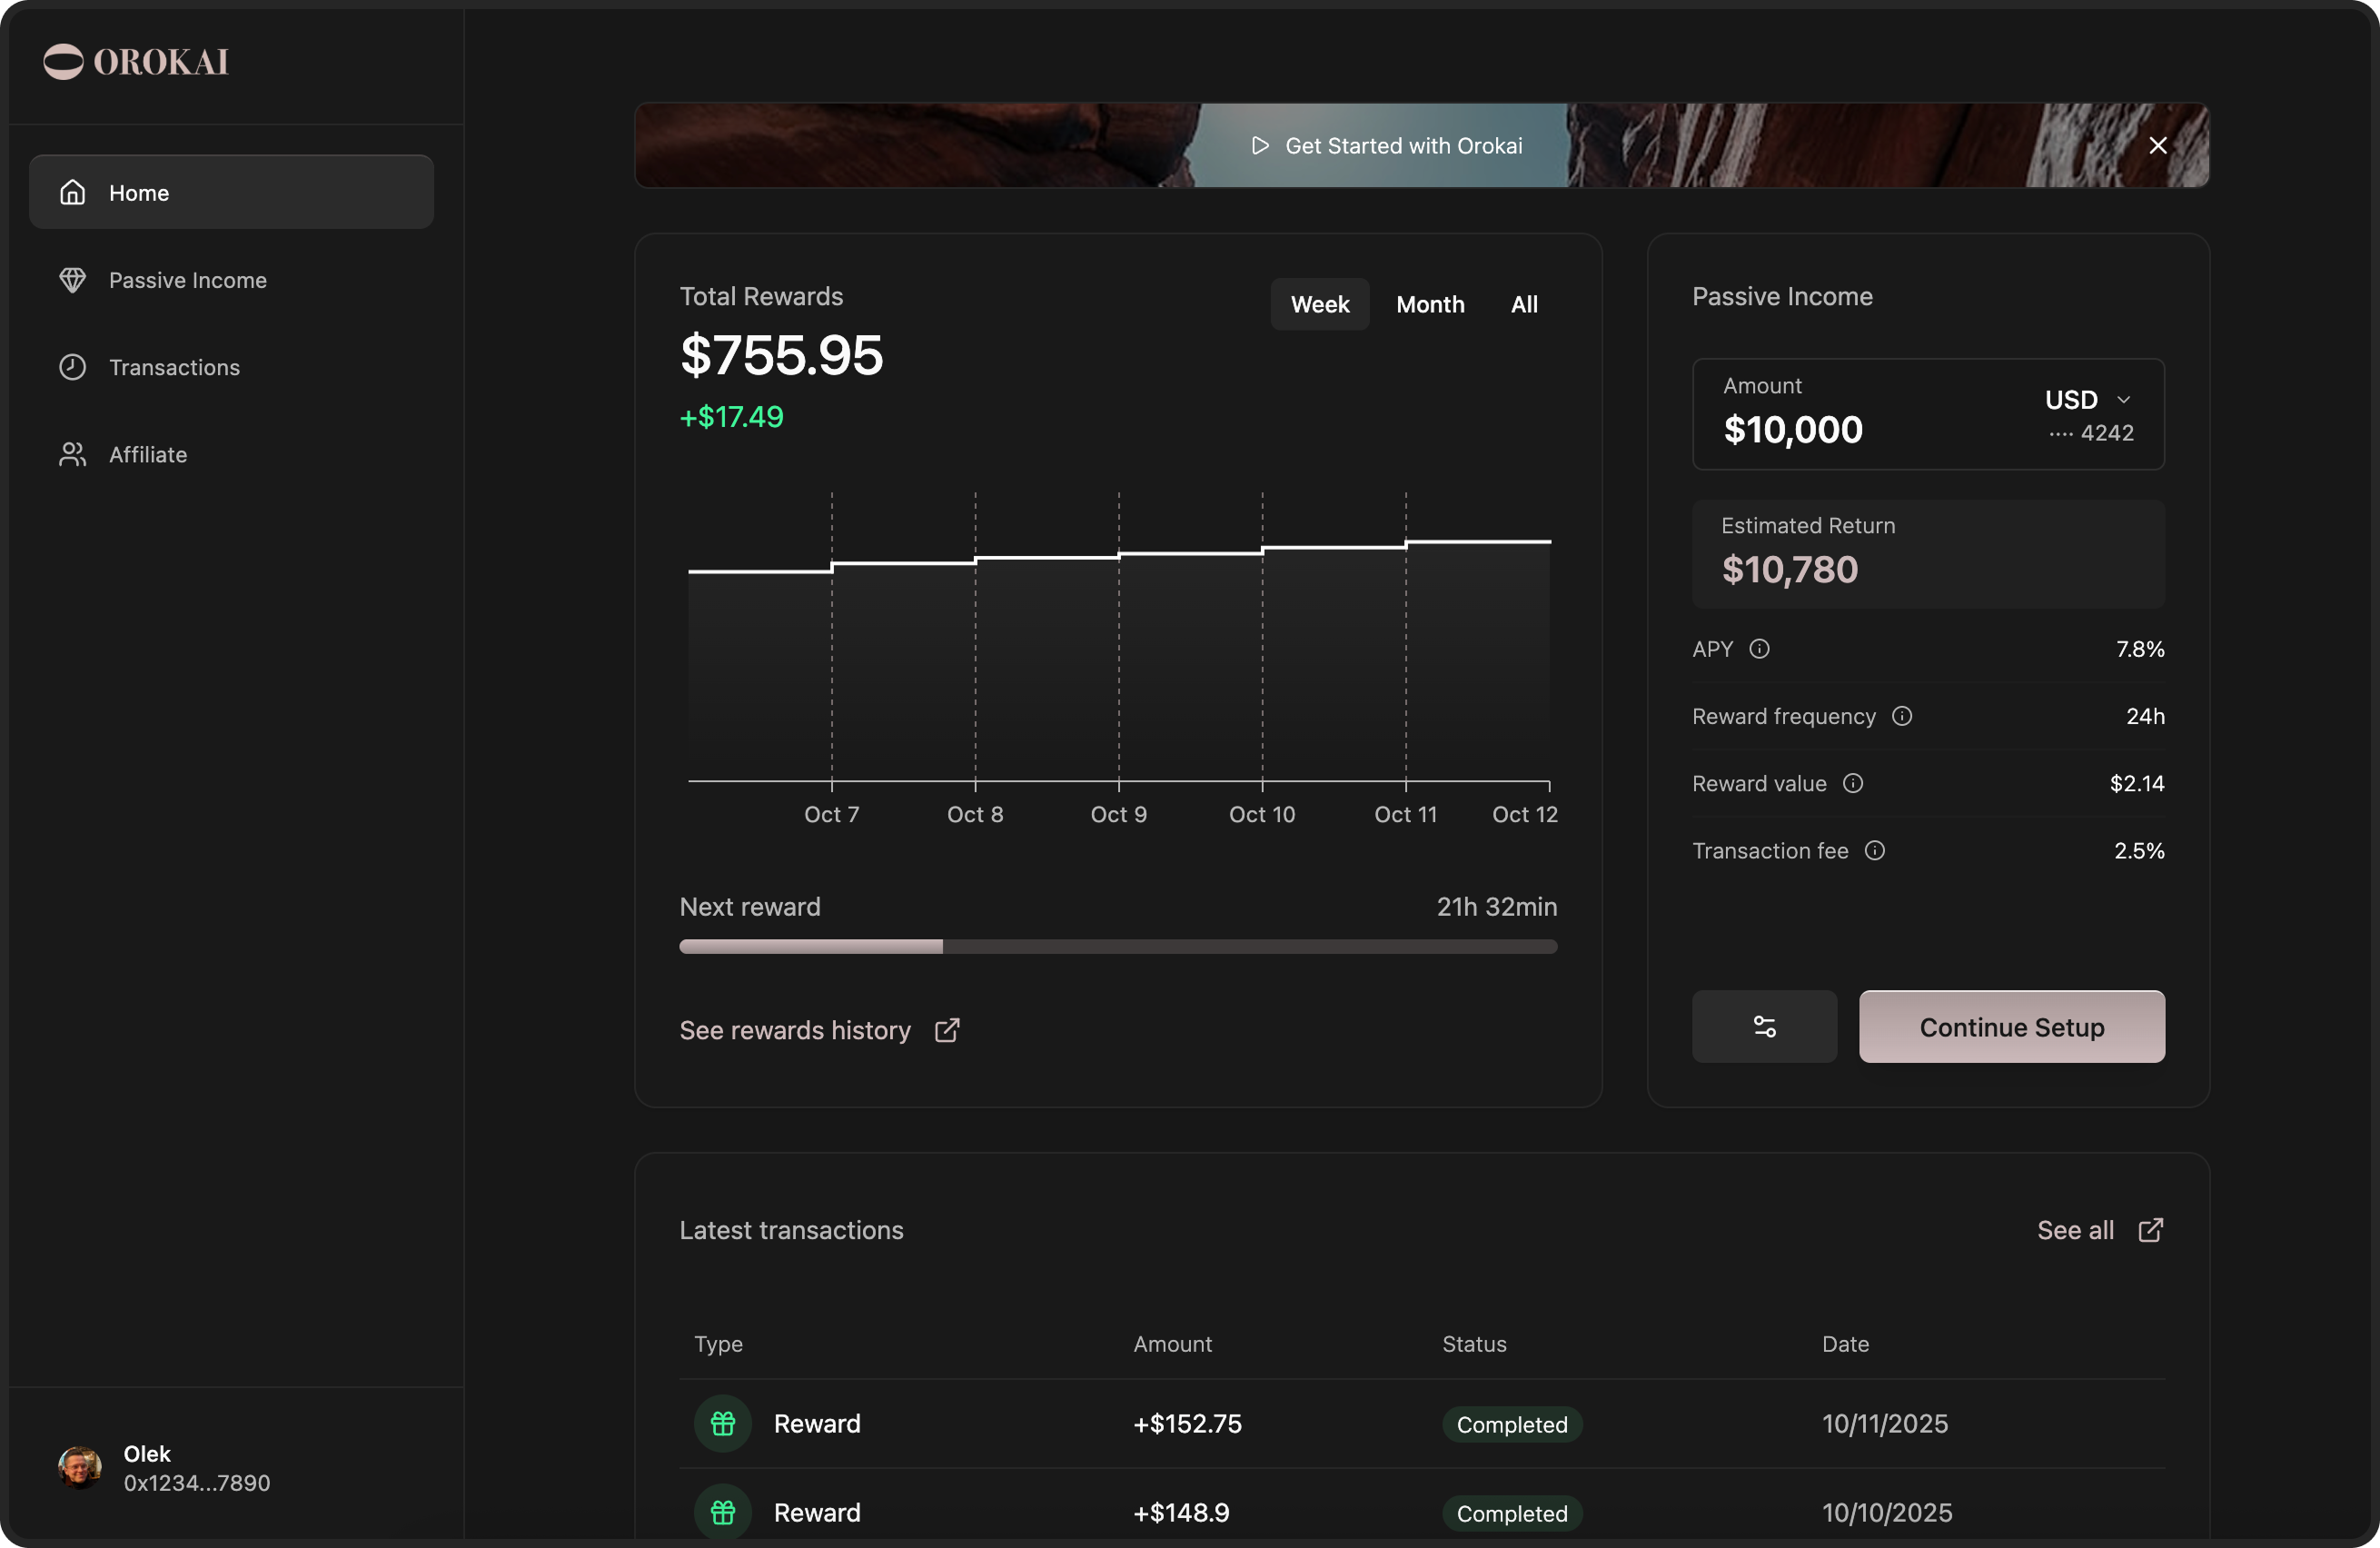 OROKAI
Home
Passive Income
Transactions
Affiliate
Olek
0x1234...7890
Get Started with Orokai
Total Rewards
$755.95
+$17.49
Week Month All
Oct 7 Oct 8 Oct 9 Oct 10 Oct 11 Oct 12
Next reward 21h 32min
See rewards history
Passive Income
Amount
$10,000
USD
···· 4242
Estimated Return
$10,780
APY 7.8%
Reward frequency 24h
Reward value $2.14
Transaction fee 2.5%
Continue Setup
Latest transactions See all
Type Amount Status Date
Reward +$152.75 Completed 10/11/2025
Reward +$148.9 Completed 10/10/2025